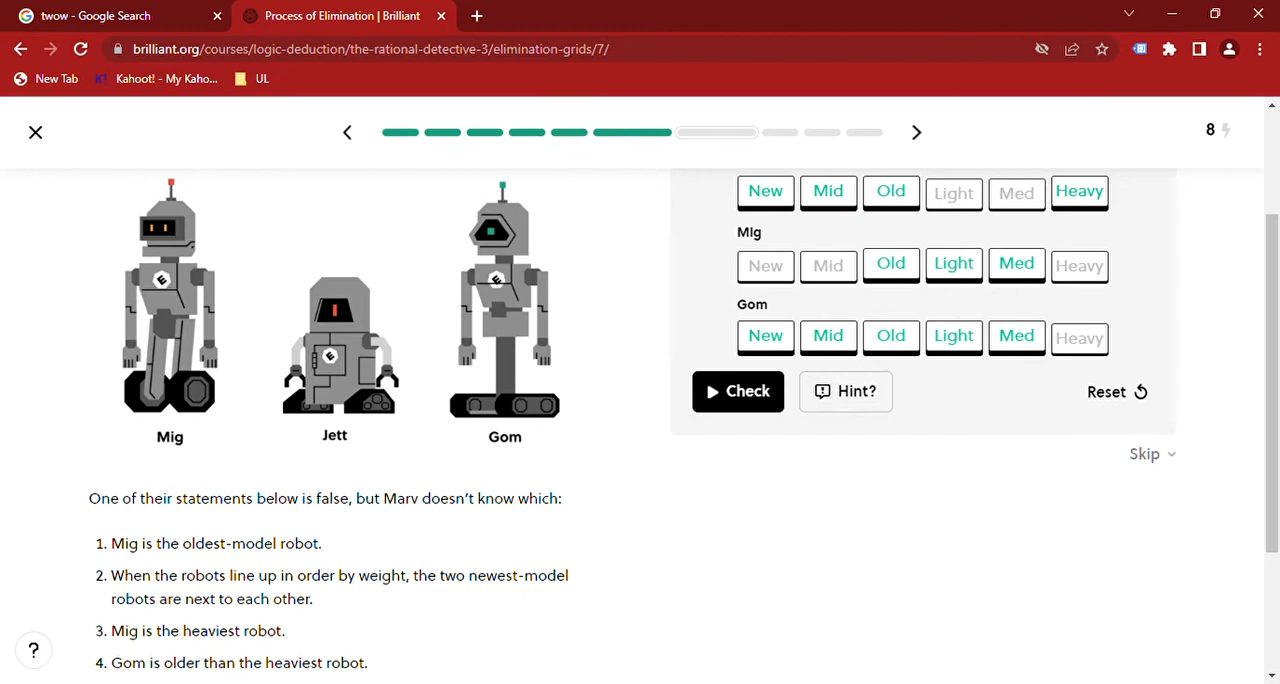 twow - Google Search
Process of Elimination | Brilliant
brilliant.org/courses/logic-deduction/the-rational-detective-3/elimination-grids/7/
New Tab K! Kahoot! - My Kaho... UL
8
New Mid Old Light Med Heavy
Mig
New Mid Old Light Med Heavy
Gom
New Mid Old Light Med Heavy
Check Hint? Reset
Mig Jett Gom
Skip
One of their statements below is false, but Marv doesn't know which:
1. Mig is the oldest-model robot.
2. When the robots line up in order by weight, the two newest-model
robots are next to each other.
3. Mig is the heaviest robot.
4. Gom is older than the heaviest robot.
?